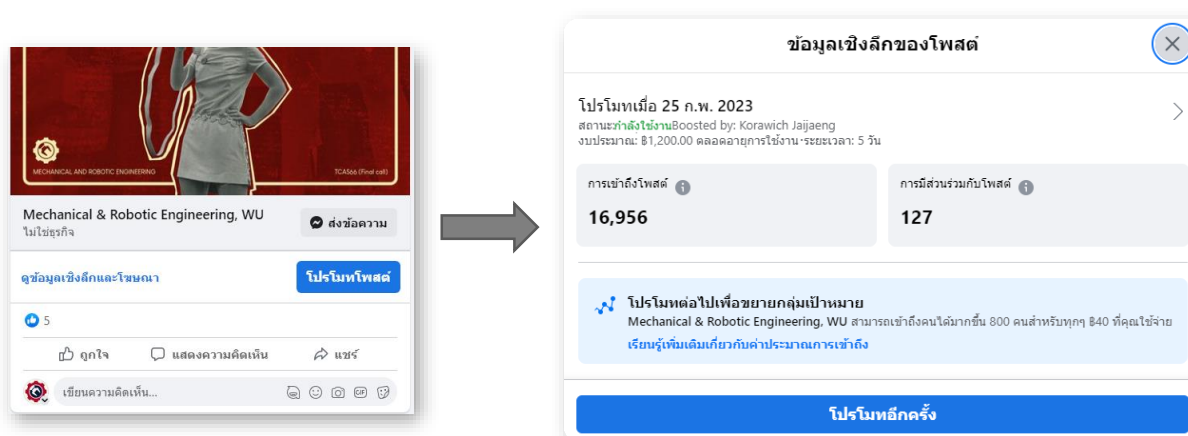 MECHANICAL AND ROBOTIC ENGINEERING
TCAS66 (Final call)
Mechanical & Robotic Engineering, WU
ไม่ใช่ธุรกิจ
ส่งข้อความ
ดูข้อมูลเชิงลึกและโฆษณา
โปรโมทโพสต์
5
ถูกใจ
แสดงความคิดเห็น
แชร์
เขียนความคิดเห็น...
GIF
ข้อมูลเชิงลึกของโพสต์
โปรโมทเมื่อ 25 ก.พ. 2023
สถานะกำลังใช้งานBoosted by: Korawich Jaijaeng
งบประมาณ: ฿1,200.00 ตลอดอายุการใช้งาน·ระยะเวลา: 5 วัน
การเข้าถึงโพสต์
16,956
การมีส่วนร่วมกับโพสต์
127
โปรโมทต่อไปเพื่อขยายกลุ่มเป้าหมาย
Mechanical & Robotic Engineering, WU สามารถเข้าถึงคนได้มากขึ้น 800 คนสำหรับทุกๆ ฿40 ที่คุณใช้จ่าย
เรียนรู้เพิ่มเติมเกี่ยวกับค่าประมาณการเข้าถึง
โปรโมทอีกครั้ง